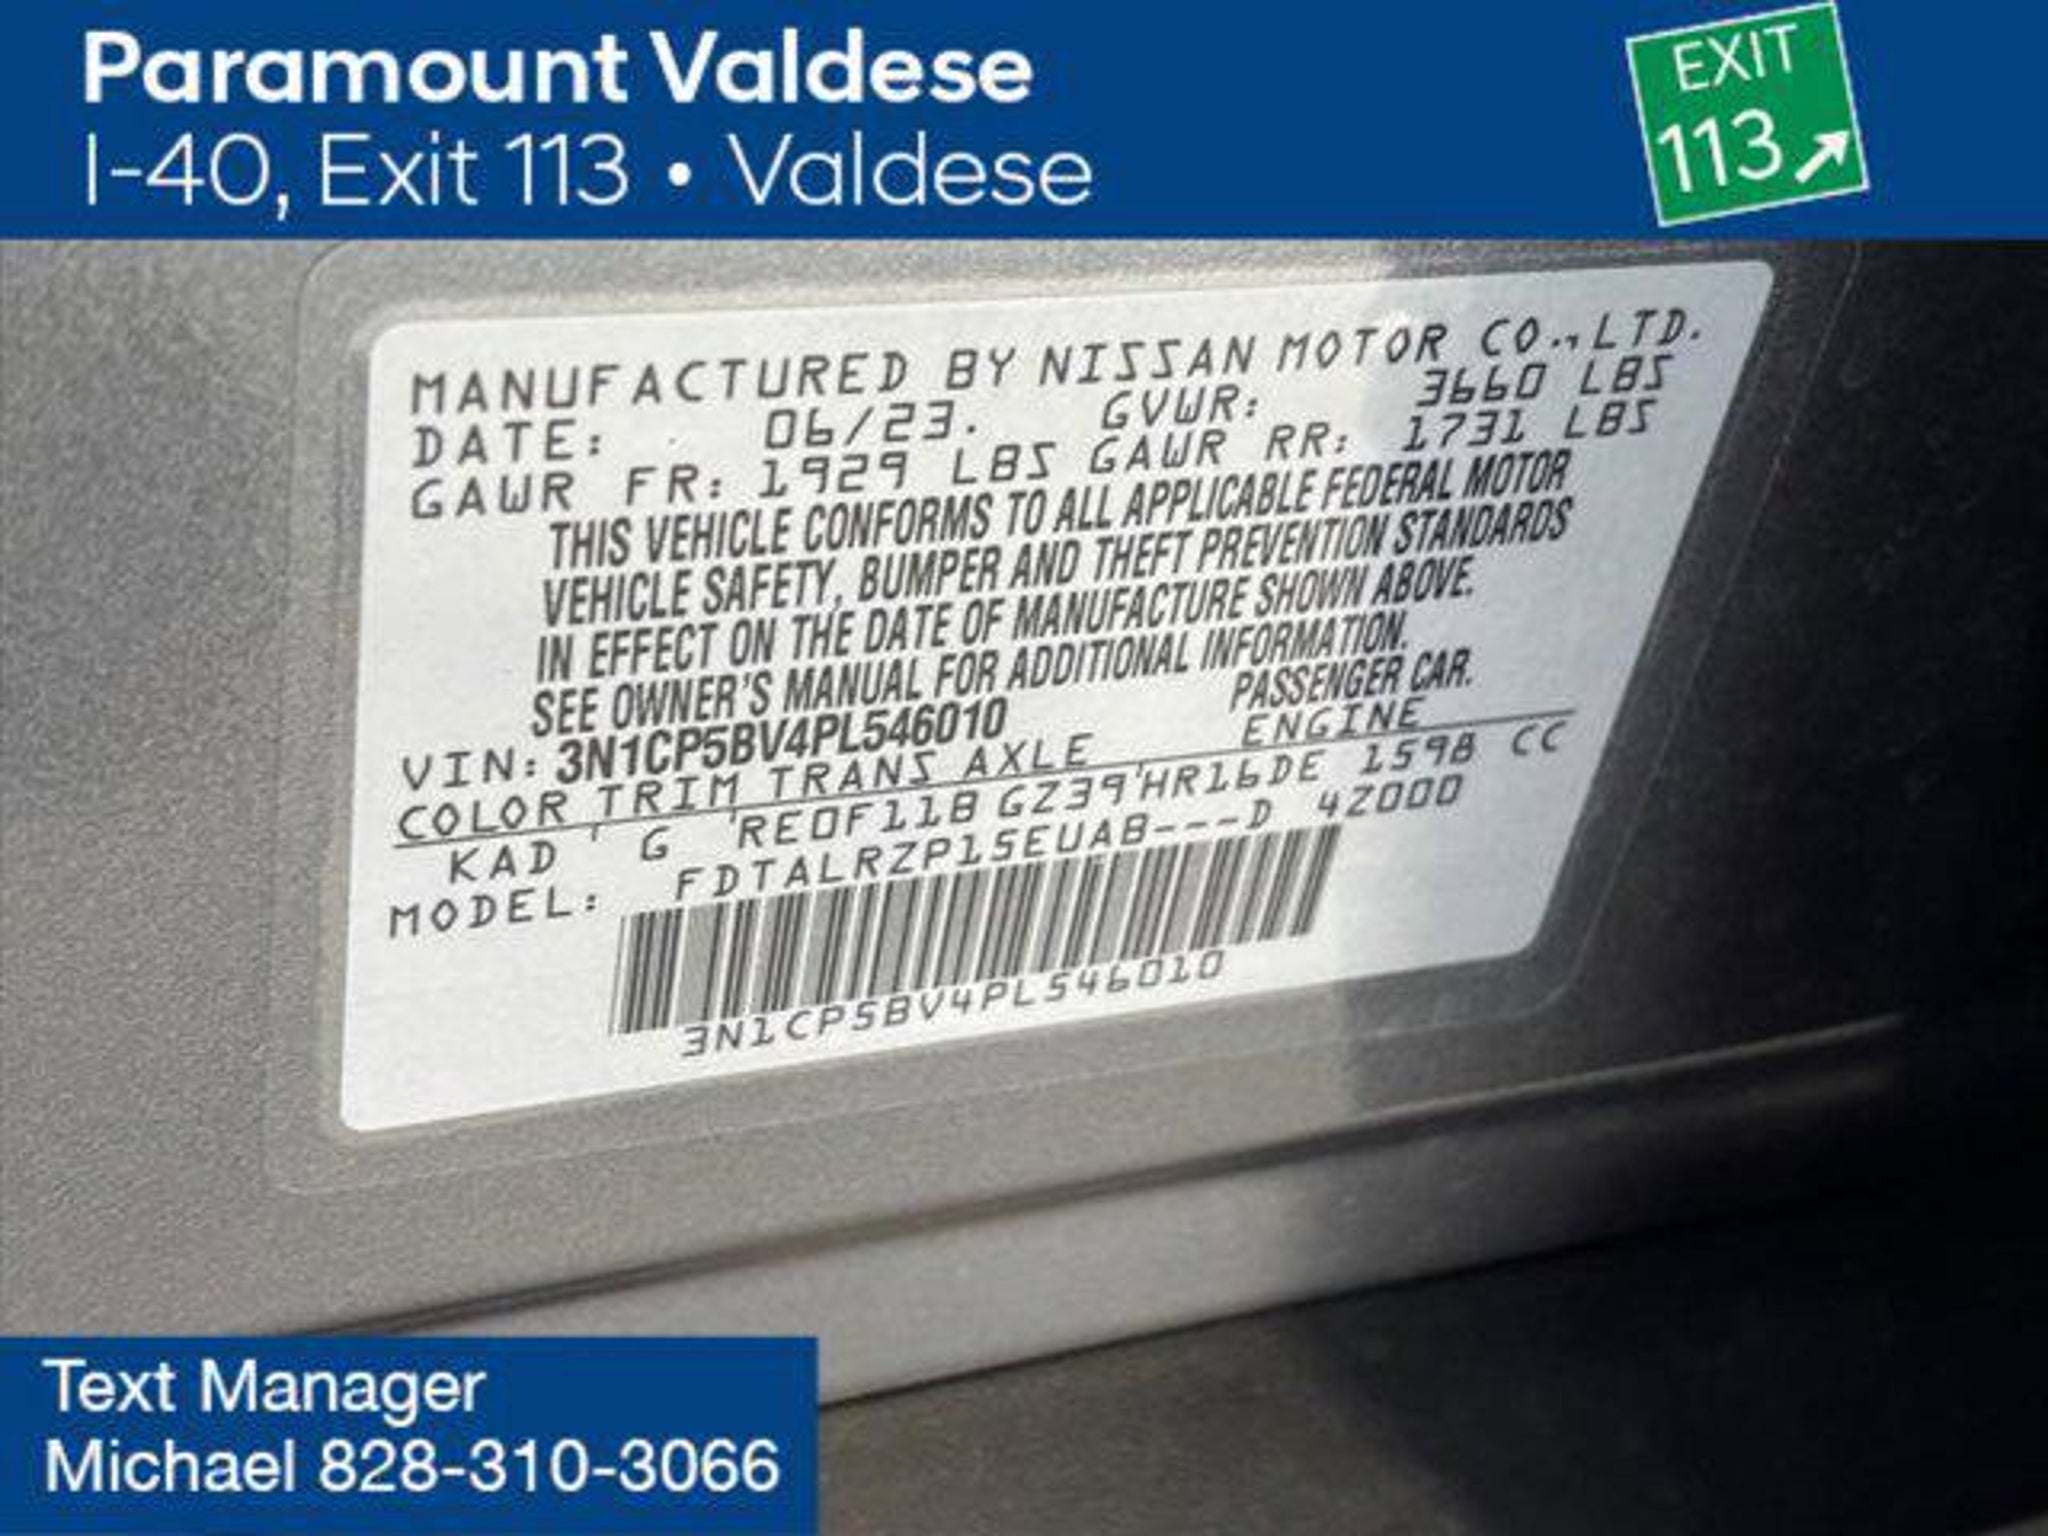 Paramount Valdese
I-40, Exit 113 • Valdese
EXIT
113
MANUFACTURED BY NISSAN MOTOR CO.,LTD.
DATE: 06/23. GVWR: 3660 LBS
GAWR FR: 1929 LBS GAWR RR: 1731 LBS
THIS VEHICLE CONFORMS TO ALL APPLICABLE FEDERAL MOTOR
VEHICLE SAFETY, BUMPER AND THEFT PREVENTION STANDARDS
IN EFFECT ON THE DATE OF MANUFACTURE SHOWN ABOVE.
SEE OWNER'S MANUAL FOR ADDITIONAL INFORMATION.
VIN: 3N1CP5BV4PL546010 PASSENGER CAR.
COLOR TRIM TRANS AXLE ENGINE
KAD G RE0F11B GZ39 HR16DE 1598 CC
MODEL: FDTALRZP15EUAB---D 4Z000
3N1CP5BV4PL546010
Text Manager
Michael 828-310-3066